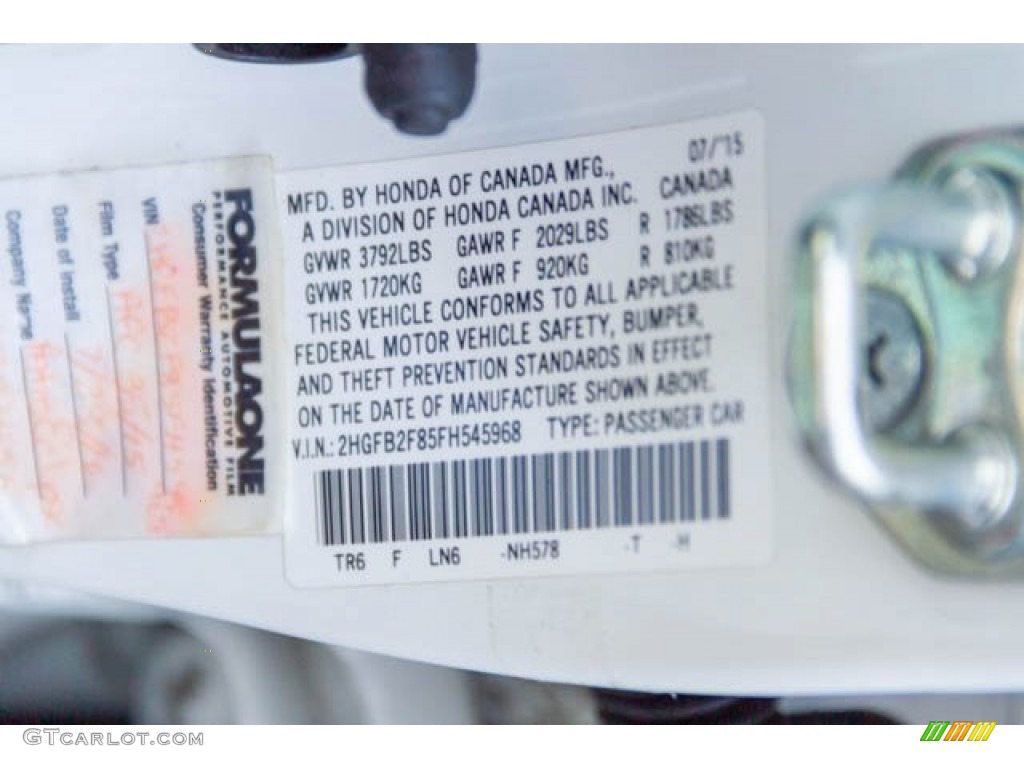 07/'15
MFD. BY HONDA OF CANADA MFG.,
A DIVISION OF HONDA CANADA INC. CANADA
GVWR 3792LBS GAWR F 2029LBS R 1786LBS
GVWR 1720KG GAWR F 920KG R 810KG
THIS VEHICLE CONFORMS TO ALL APPLICABLE
FEDERAL MOTOR VEHICLE SAFETY, BUMPER,
AND THEFT PREVENTION STANDARDS IN EFFECT
ON THE DATE OF MANUFACTURE SHOWN ABOVE.
V.I.N.: 2HGFB2F85FH545968 TYPE: PASSENGER CAR
TR6 F LN6 -NH578 -T -H
FORMULAONE
PERFORMANCE AUTOMOTIVE FILM
Consumer Warranty Identification
VIN
Film Type
Date of Install
Company Name
GTCARLOT.COM